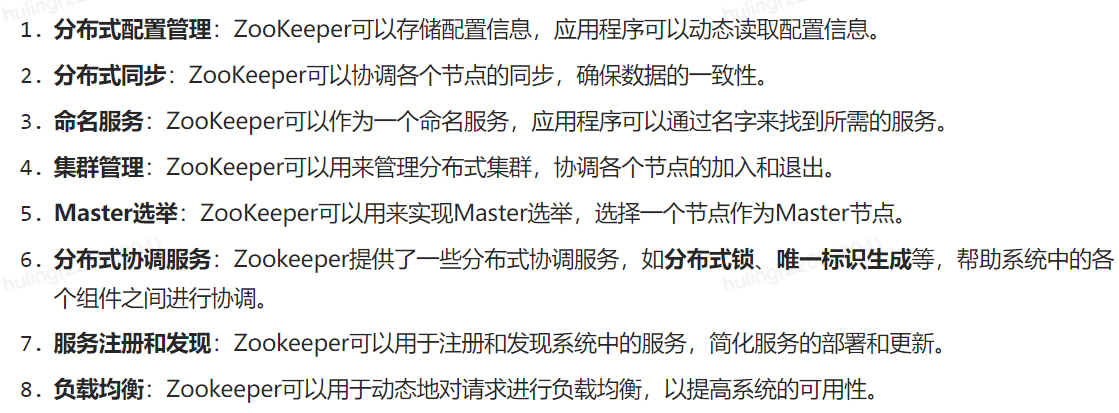 1. 分布式配置管理：ZooKeeper可以存储配置信息，应用程序可以动态读取配置信息。
2. 分布式同步：ZooKeeper可以协调各个节点的同步，确保数据的一致性。
3. 命名服务：ZooKeeper可以作为一个命名服务，应用程序可以通过名字来找到所需的服务。
4. 集群管理：ZooKeeper可以用来管理分布式集群，协调各个节点的加入和退出。
5. Master选举：ZooKeeper可以用来实现Master选举，选择一个节点作为Master节点。
6. 分布式协调服务：Zookeeper提供了一些分布式协调服务，如分布式锁、唯一标识生成等，帮助系统中的各
个组件之间进行协调。
7. 服务注册和发现：Zookeeper可以用于注册和发现系统中的服务，简化服务的部署和更新。
8. 负载均衡：Zookeeper可以用于动态地对请求进行负载均衡，以提高系统的可用性。